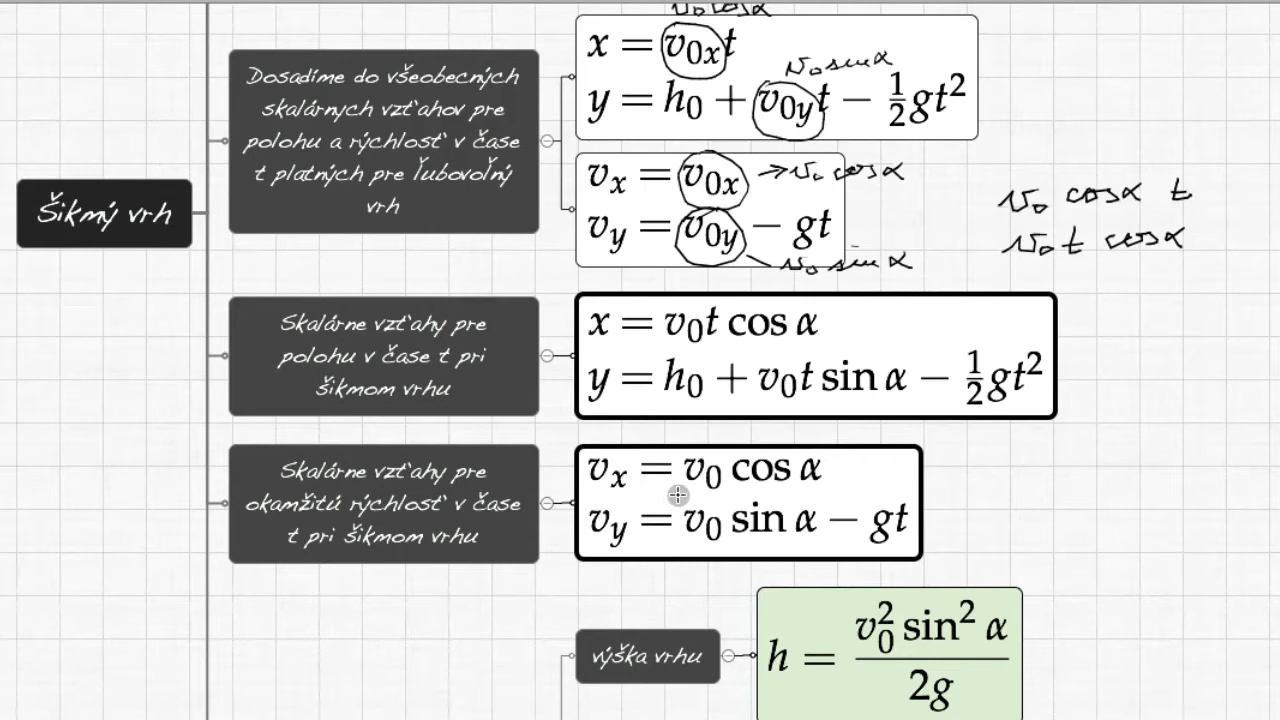 Šikmý vrh
Dosadíme do všeobecných
skalárnych vzťahov pre
polohu a rýchlosť v čase
t platných pre ľubovoľný
vrh
v₀ cos α
x = v₀ₓt
v₀ sin α
y = h₀ + v₀ᵧt − ½gt²
vₓ = v₀ₓ → v₀ cos α
vᵧ = v₀ᵧ − gt
v₀ sin α
v₀ cos α t
v₀ t cos α
Skalárne vzťahy pre
polohu v čase t pri
šikmom vrhu
x = v₀t cos α
y = h₀ + v₀t sin α − ½gt²
Skalárne vzťahy pre
okamžitú rýchlosť v čase
t pri šikmom vrhu
vₓ = v₀ cos α
vᵧ = v₀ sin α − gt
výška vrhu
h = v₀² sin² α / 2g